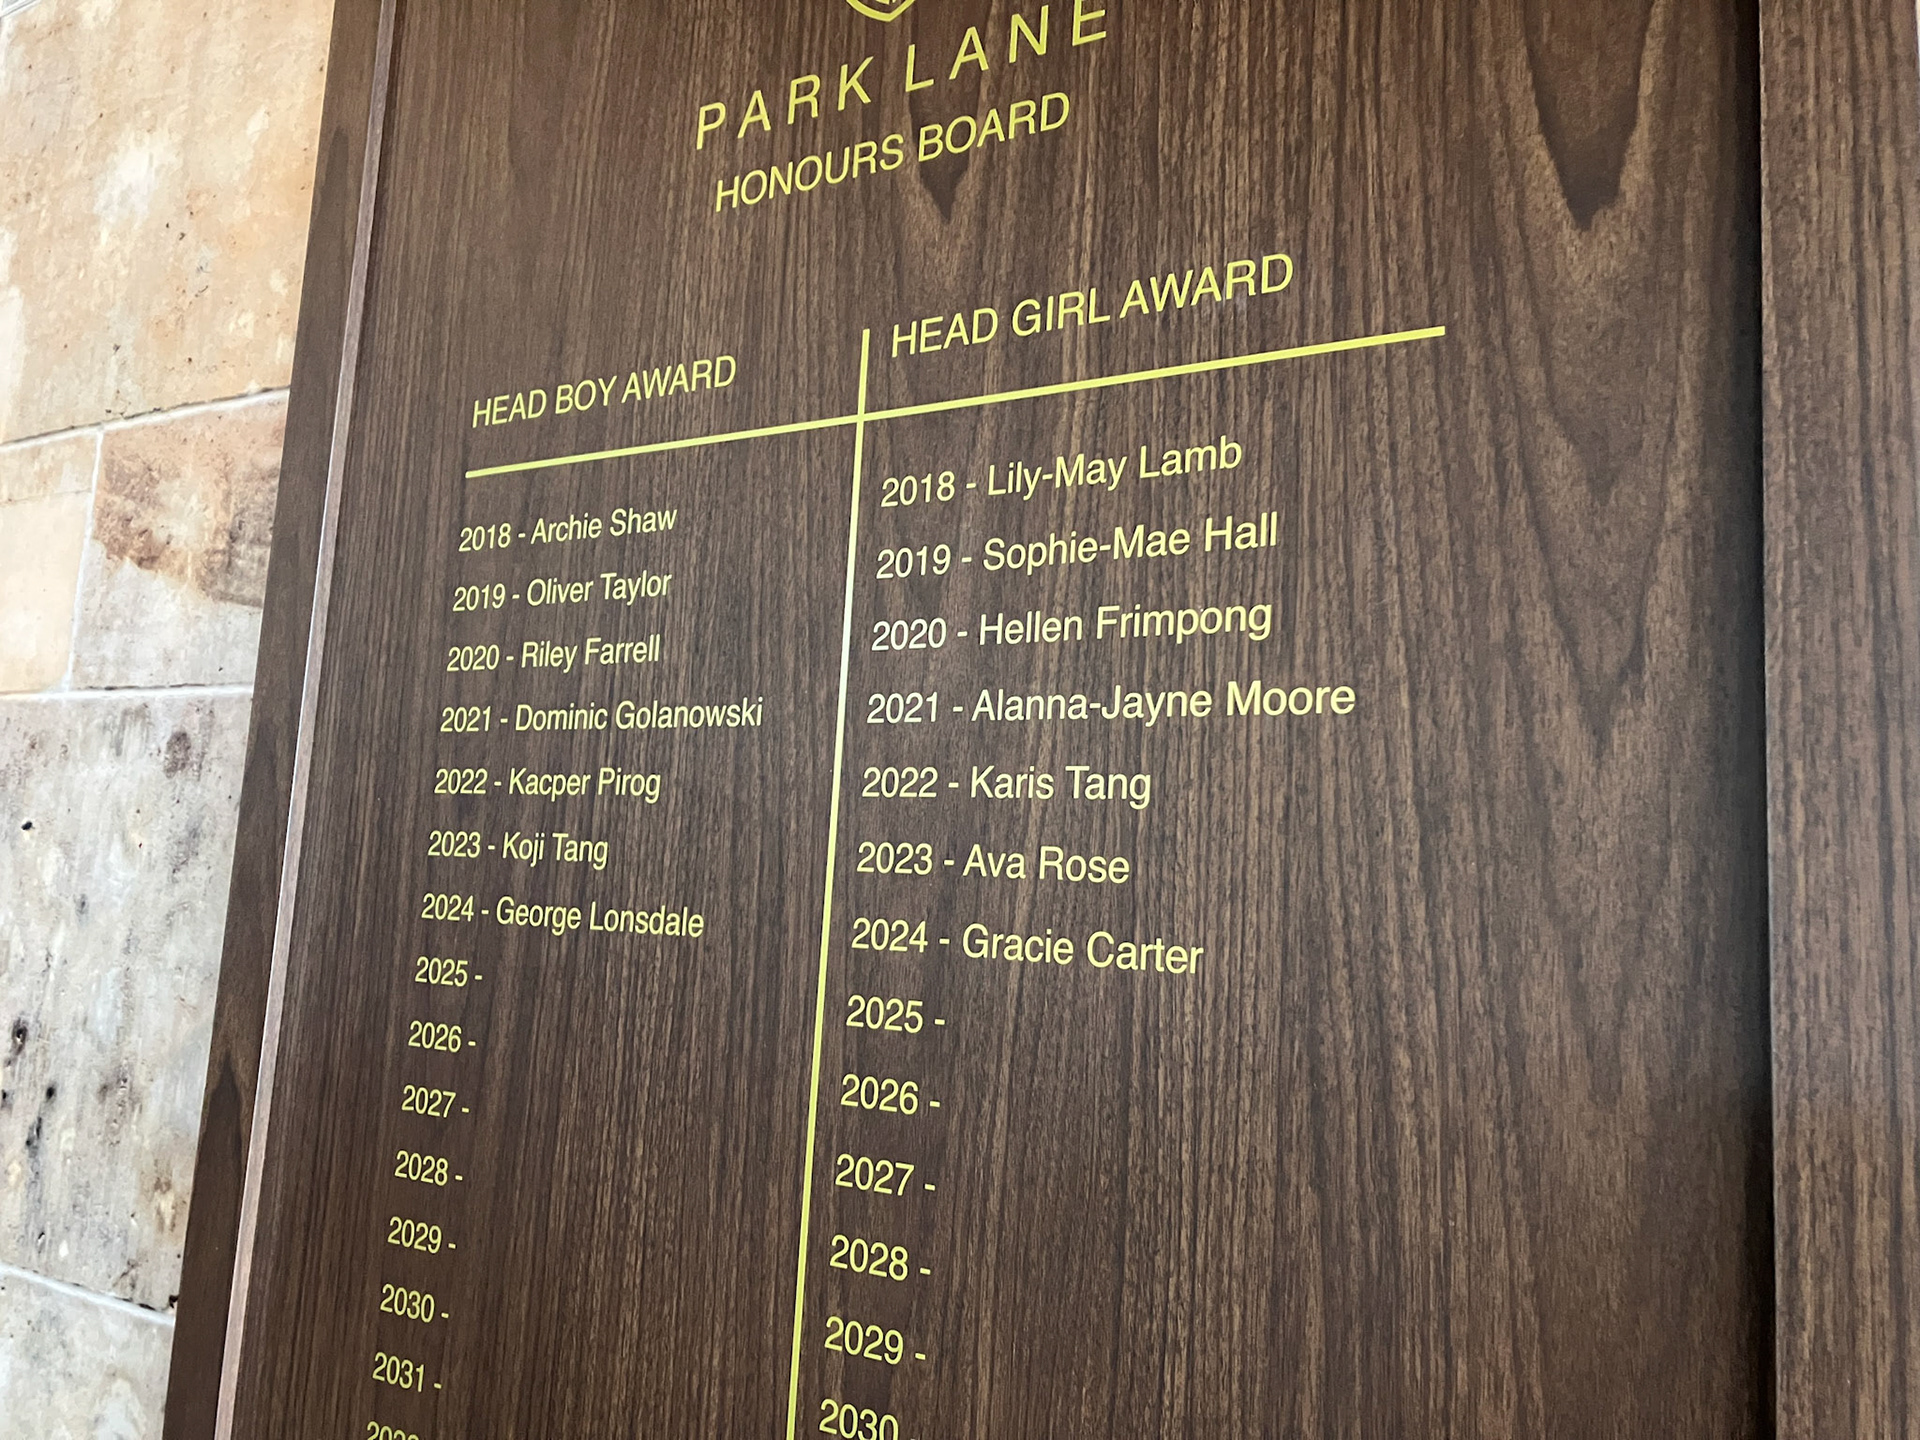 PARK LANE
HONOURS BOARD
HEAD BOY AWARD
2018 - Archie Shaw
2019 - Oliver Taylor
2020 - Riley Farrell
2021 - Dominic Golanowski
2022 - Kacper Pirog
2023 - Koji Tang
2024 - George Lonsdale
2025 -
2026 -
2027 -
2028 -
2029 -
2030 -
2031 -
HEAD GIRL AWARD
2018 - Lily-May Lamb
2019 - Sophie-Mae Hall
2020 - Hellen Frimpong
2021 - Alanna-Jayne Moore
2022 - Karis Tang
2023 - Ava Rose
2024 - Gracie Carter
2025 -
2026 -
2027 -
2028 -
2029 -
2030 -